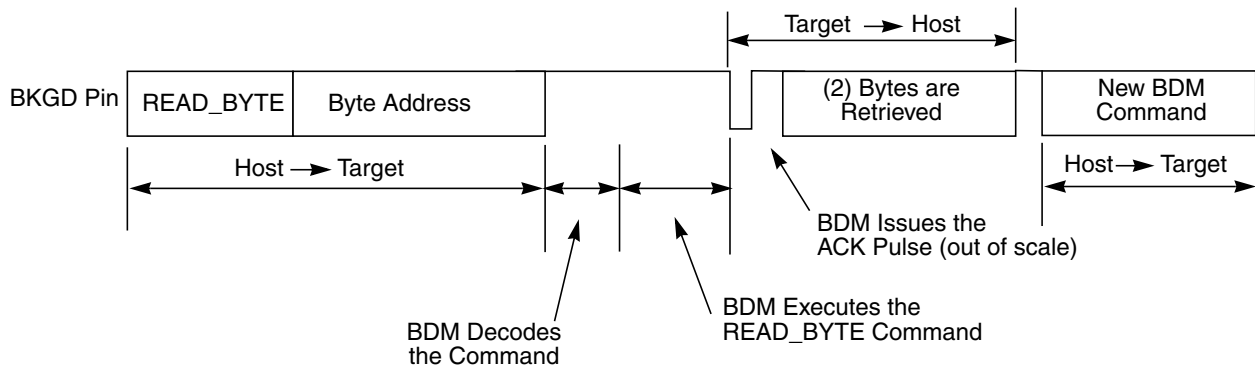 Target → Host
BKGD Pin
READ_BYTE
Byte Address
(2) Bytes are
Retrieved
New BDM
Command
Host → Target
Host → Target
BDM Issues the
ACK Pulse (out of scale)
BDM Executes the
READ_BYTE Command
BDM Decodes
the Command